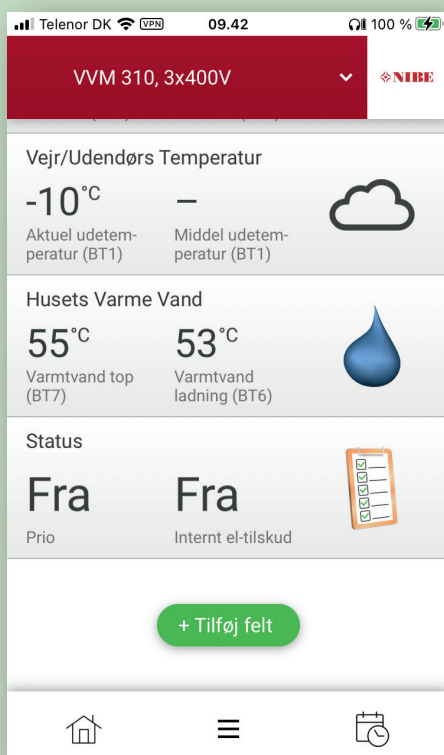 Telenor DK VPN 09.42 100 %
VVM 310, 3x400V
NIBE
Vejr/Udendørs Temperatur
-10°C –
Aktuel udetem- Middel udetem-
peratur (BT1) peratur (BT1)
Husets Varme Vand
55°C 53°C
Varmtvand top Varmtvand
(BT7) ladning (BT6)
Status
Fra Fra
Prio Internt el-tilskud
+ Tilføj felt